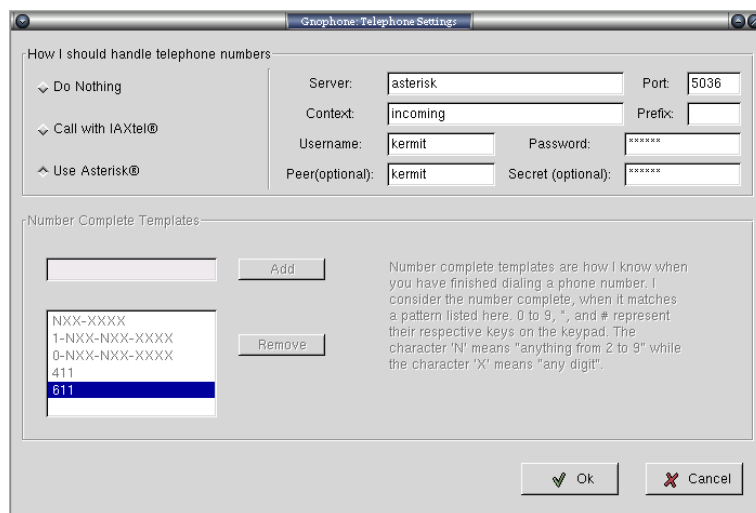 Gnophone: Telephone Settings
How I should handle telephone numbers
Do Nothing
Call with IAXtel®
Use Asterisk®
Server: asterisk Port: 5036
Context: incoming Prefix:
Username: kermit Password: ******
Peer(optional): kermit Secret (optional): ******
Number Complete Templates
Add
NXX-XXXX
1-NXX-NXX-XXXX
0-NXX-NXX-XXXX
411
611
Remove
Number complete templates are how I know when
you have finished dialing a phone number. I
consider the number complete, when it matches
a pattern listed here. 0 to 9, *, and # represent
their respective keys on the keypad. The
character 'N' means "anything from 2 to 9" while
the character 'X' means "any digit".
Ok
Cancel